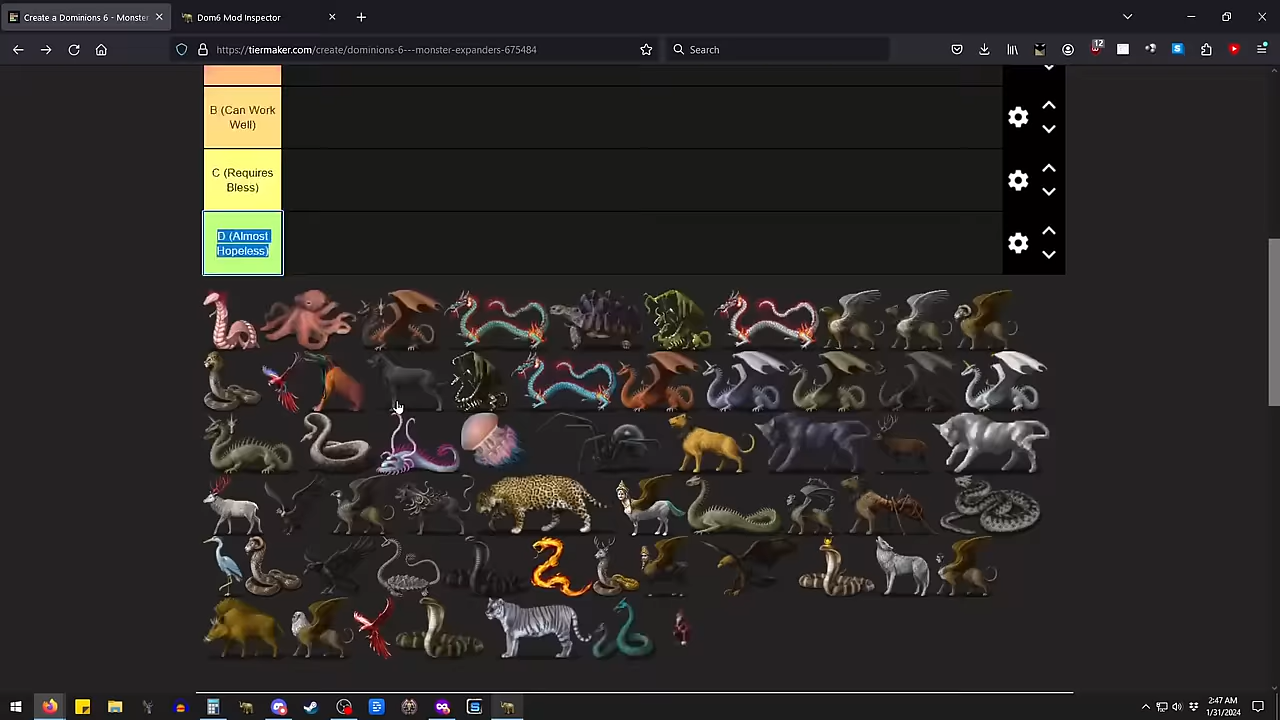 Create a Dominions 6 - Monster
Dom6 Mod Inspector
https://tiermaker.com/create/dominions-6---monster-expanders-675484
Search
12
B (Can Work
Well)
C (Requires
Bless)
D (Almost
Hopeless)
2:47 AM
1/31/2024